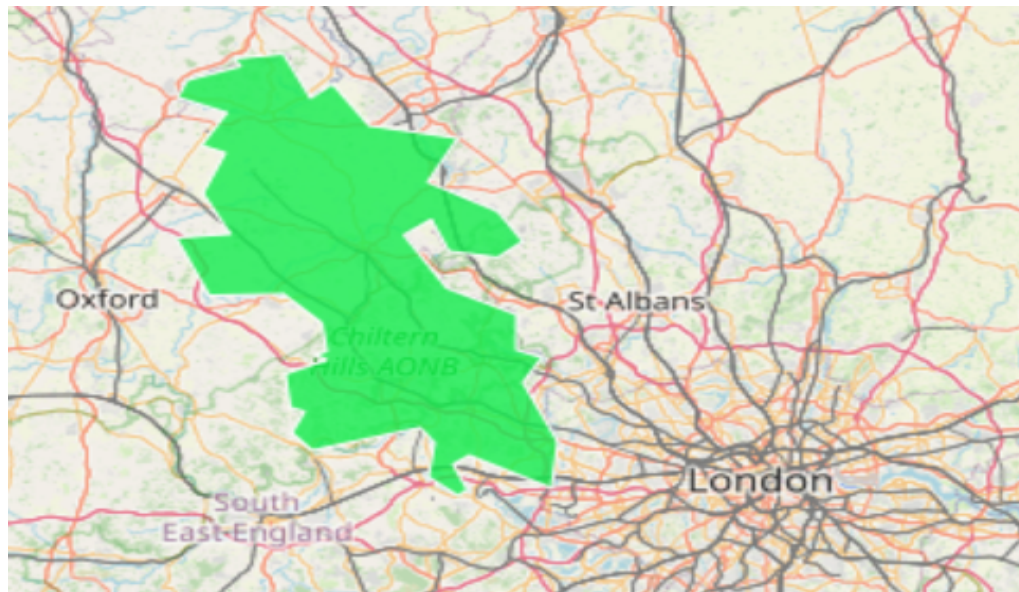 Oxford
St Albans
Chiltern
Hills AONB
London
South
East England